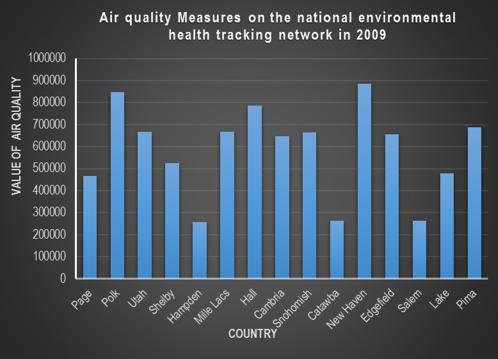 Air quality Measures on the national environmental
health tracking network in 2009
VALUE OF AIR QUALITY
1000000
900000
800000
700000
600000
500000
400000
300000
200000
100000
0
Page
Polk
Utah
Shelby
Hampden
Mille Lacs
Hall
Cambria
Snohomish
Catawba
New Haven
Edgefield
Salem
Lake
Pima
COUNTRY